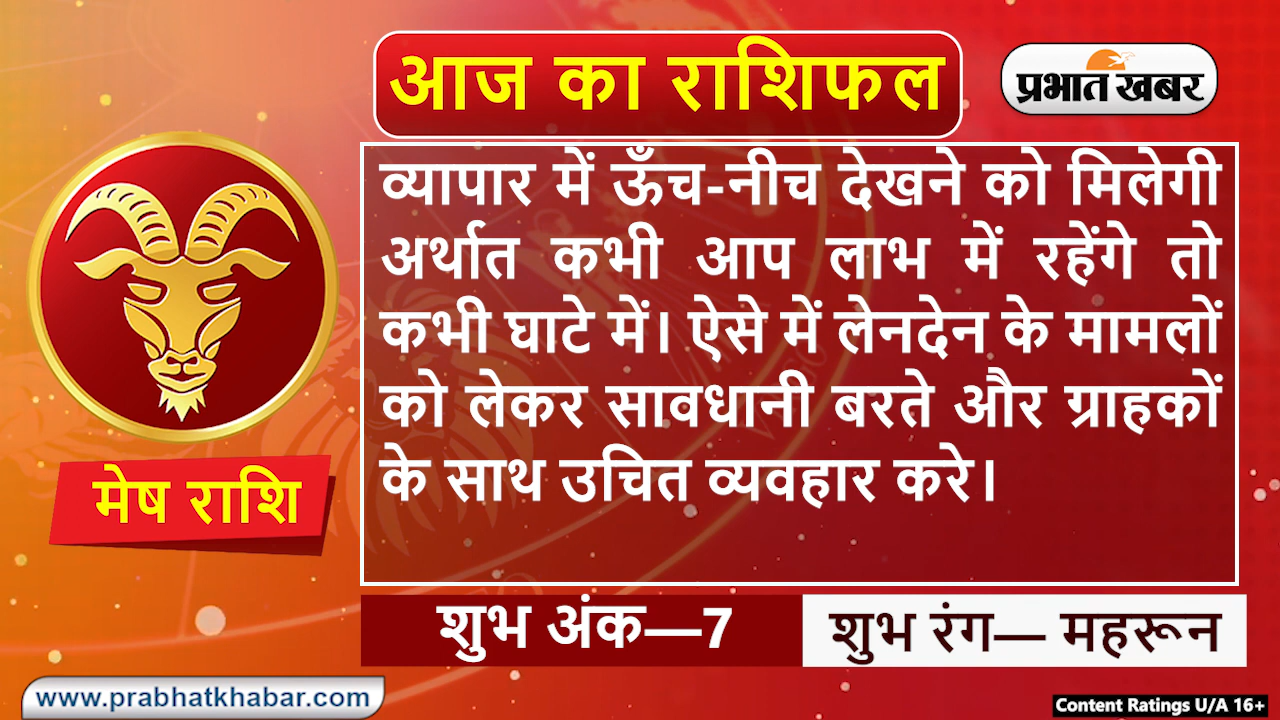 आज का राशिफल
प्रभात खबर
व्यापार में ऊँच-नीच देखने को मिलेगी
अर्थात कभी आप लाभ में रहेंगे तो
कभी घाटे में। ऐसे में लेनदेन के मामलों
को लेकर सावधानी बरते और ग्राहकों
के साथ उचित व्यवहार करे।
मेष राशि
शुभ अंक—7
शुभ रंग— महरून
www.prabhatkhabar.com
Content Ratings U/A 16+